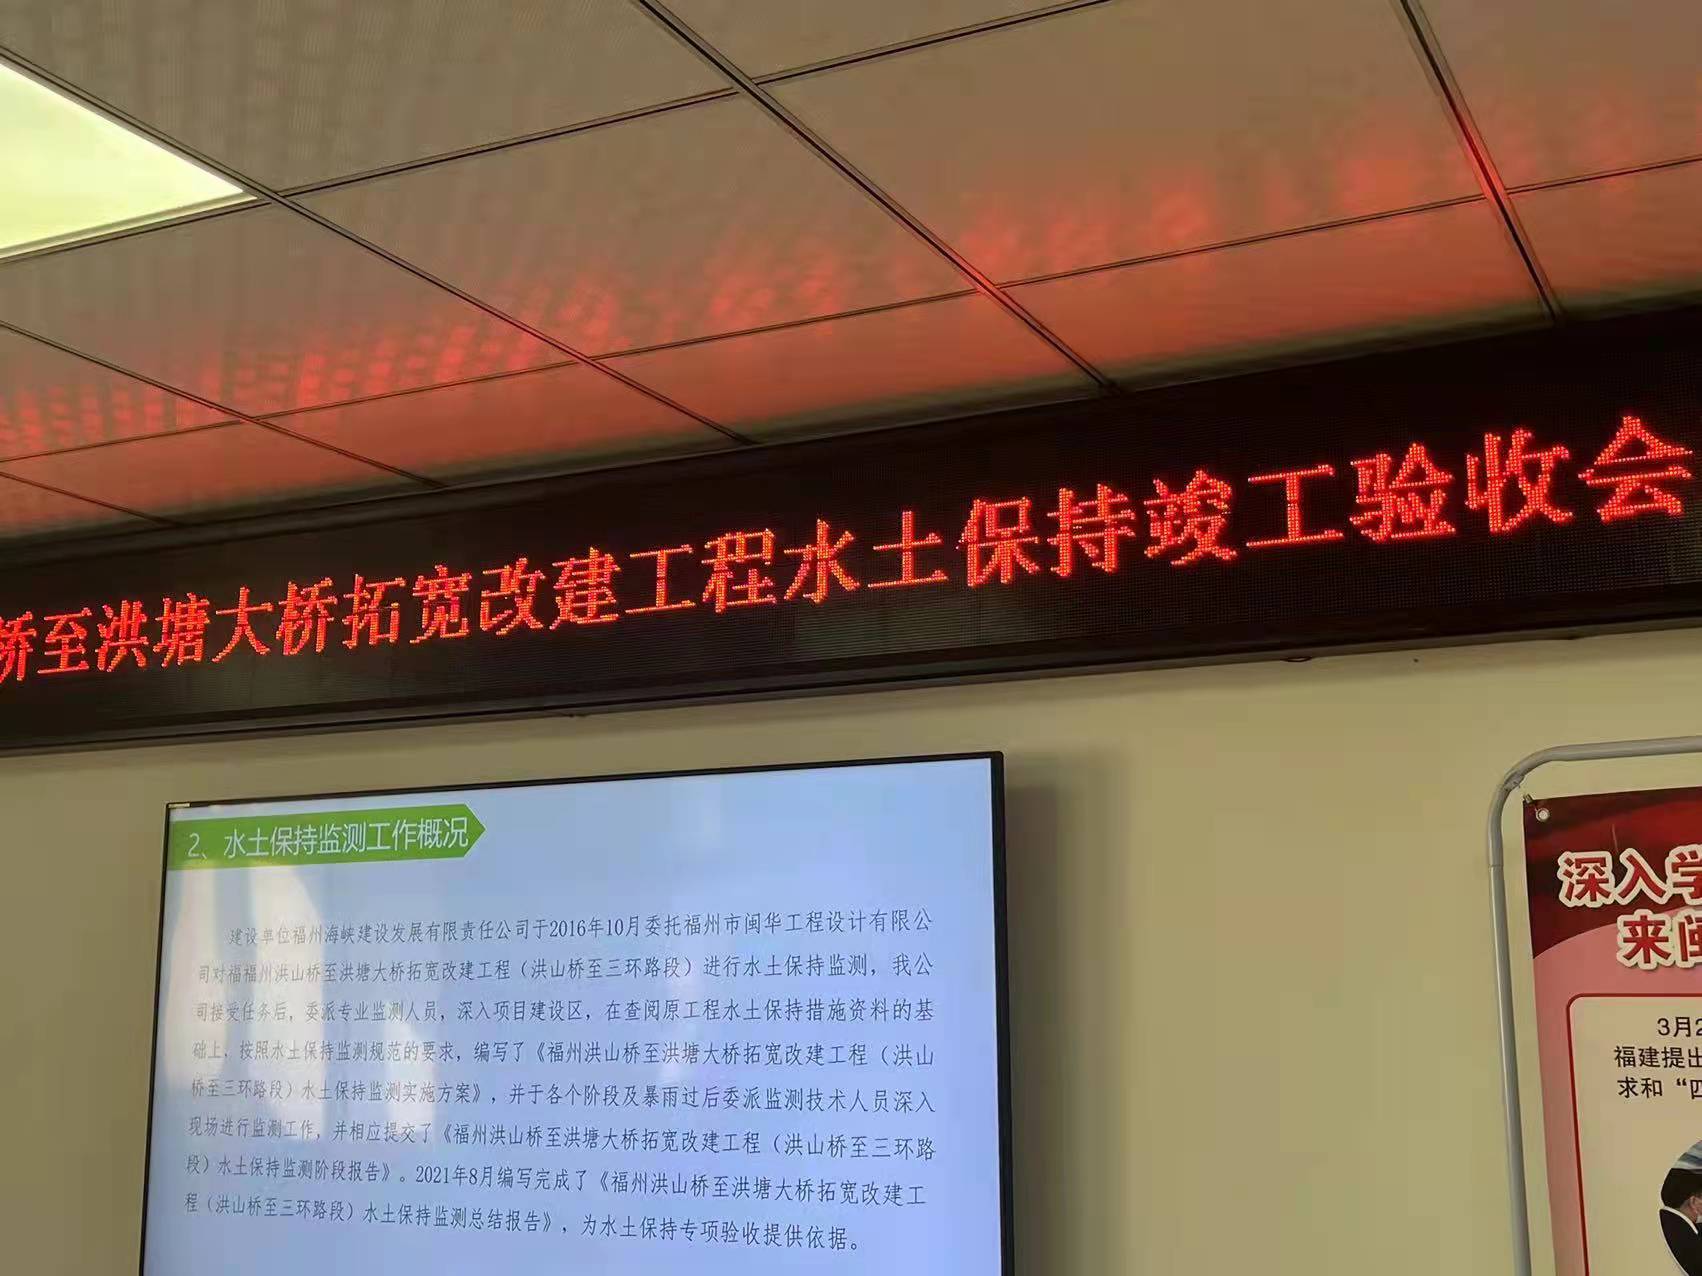 桥至洪塘大桥拓宽改建工程水土保持竣工验收会
2、水土保持监测工作概况
建设单位福州海峡建设发展有限责任公司于2016年10月委托福州市闽华工程设计有限公
司对福福州洪山桥至洪塘大桥拓宽改建工程（洪山桥至三环路段）进行水土保持监测，我公
司接受任务后，委派专业监测人员，深入项目建设区，在查阅原工程水土保持措施资料的基
础上，按照水土保持监测规范的要求，编写了《福州洪山桥至洪塘大桥拓宽改建工程（洪山
桥至三环路段）水土保持监测实施方案》，并于各个阶段及暴雨过后委派监测技术人员深入
现场进行监测工作，并相应提交了《福州洪山桥至洪塘大桥拓宽改建工程（洪山桥至三环路
段）水土保持监测阶段报告》。2021年8月编写完成了《福州洪山桥至洪塘大桥拓宽改建工
程（洪山桥至三环路段）水土保持监测总结报告》，为水土保持专项验收提供依据。
深入学
来闽
3月2
福建提出
求和“四